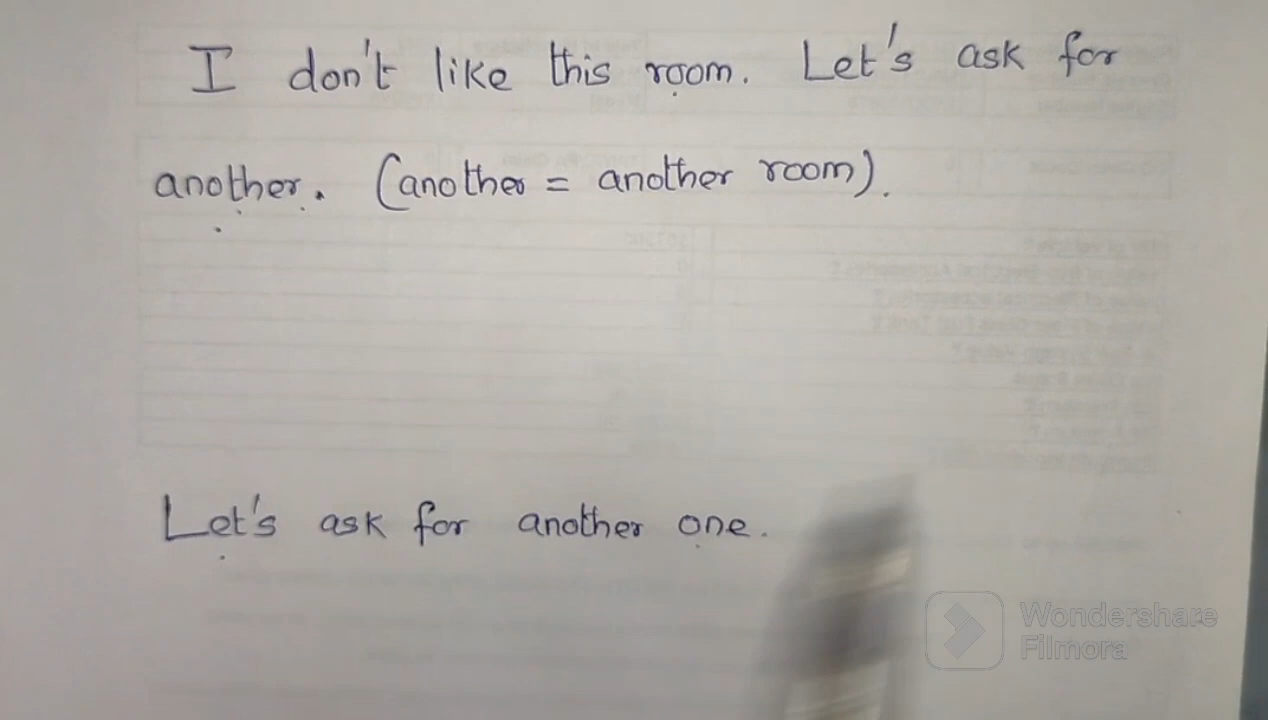 I don't like this room. Let's ask for
another. (another = another room).
Let's ask for another one.
Wondershare
Filmora